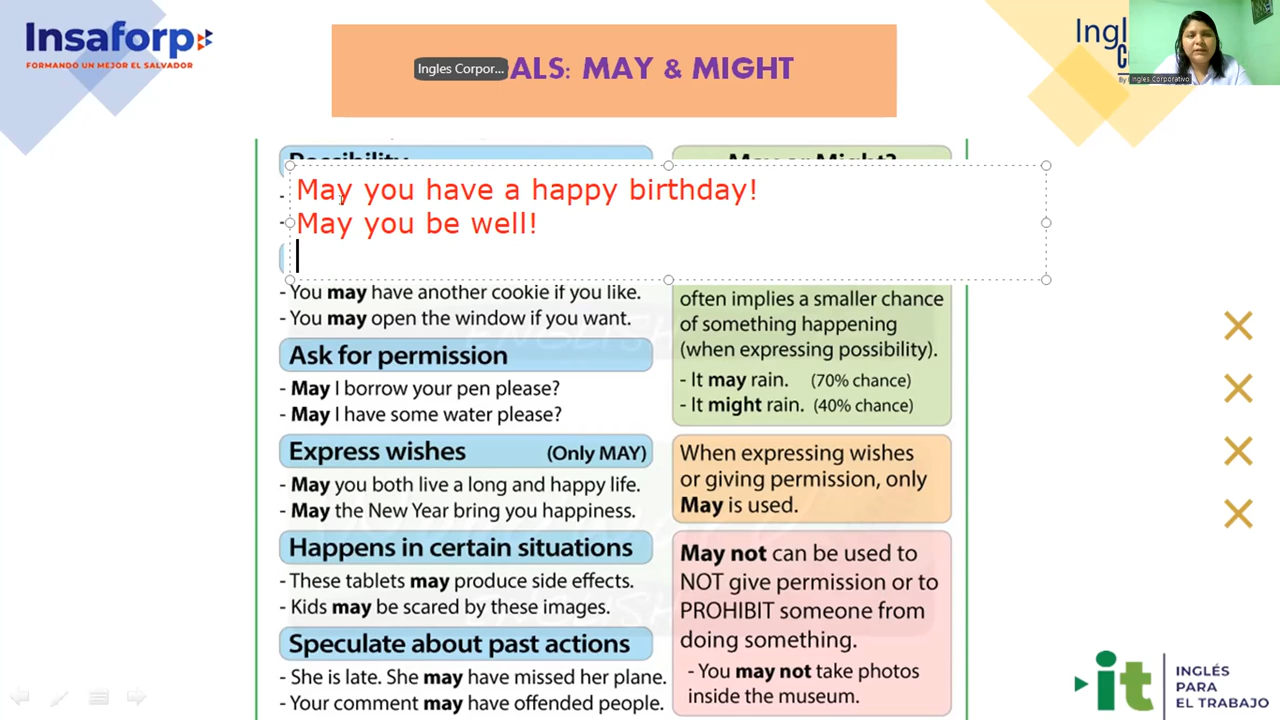 Insaforp
FORMANDO UN MEJOR EL SALVADOR
Ingles Corpor...
ALS: MAY & MIGHT
Ingl
Ingles Corporativo
Possibility
May or Might?
May you have a happy birthday!
May you be well!
- You may have another cookie if you like.
- You may open the window if you want.
Ask for permission
- May I borrow your pen please?
- May I have some water please?
Express wishes (Only MAY)
- May you both live a long and happy life.
- May the New Year bring you happiness.
Happens in certain situations
- These tablets may produce side effects.
- Kids may be scared by these images.
Speculate about past actions
- She is late. She may have missed her plane.
- Your comment may have offended people.
often implies a smaller chance
of something happening
(when expressing possibility).
- It may rain. (70% chance)
- It might rain. (40% chance)
When expressing wishes
or giving permission, only
May is used.
May not can be used to
NOT give permission or to
PROHIBIT someone from
doing something.
- You may not take photos
inside the museum.
it
INGLÉS
PARA
EL TRABAJO